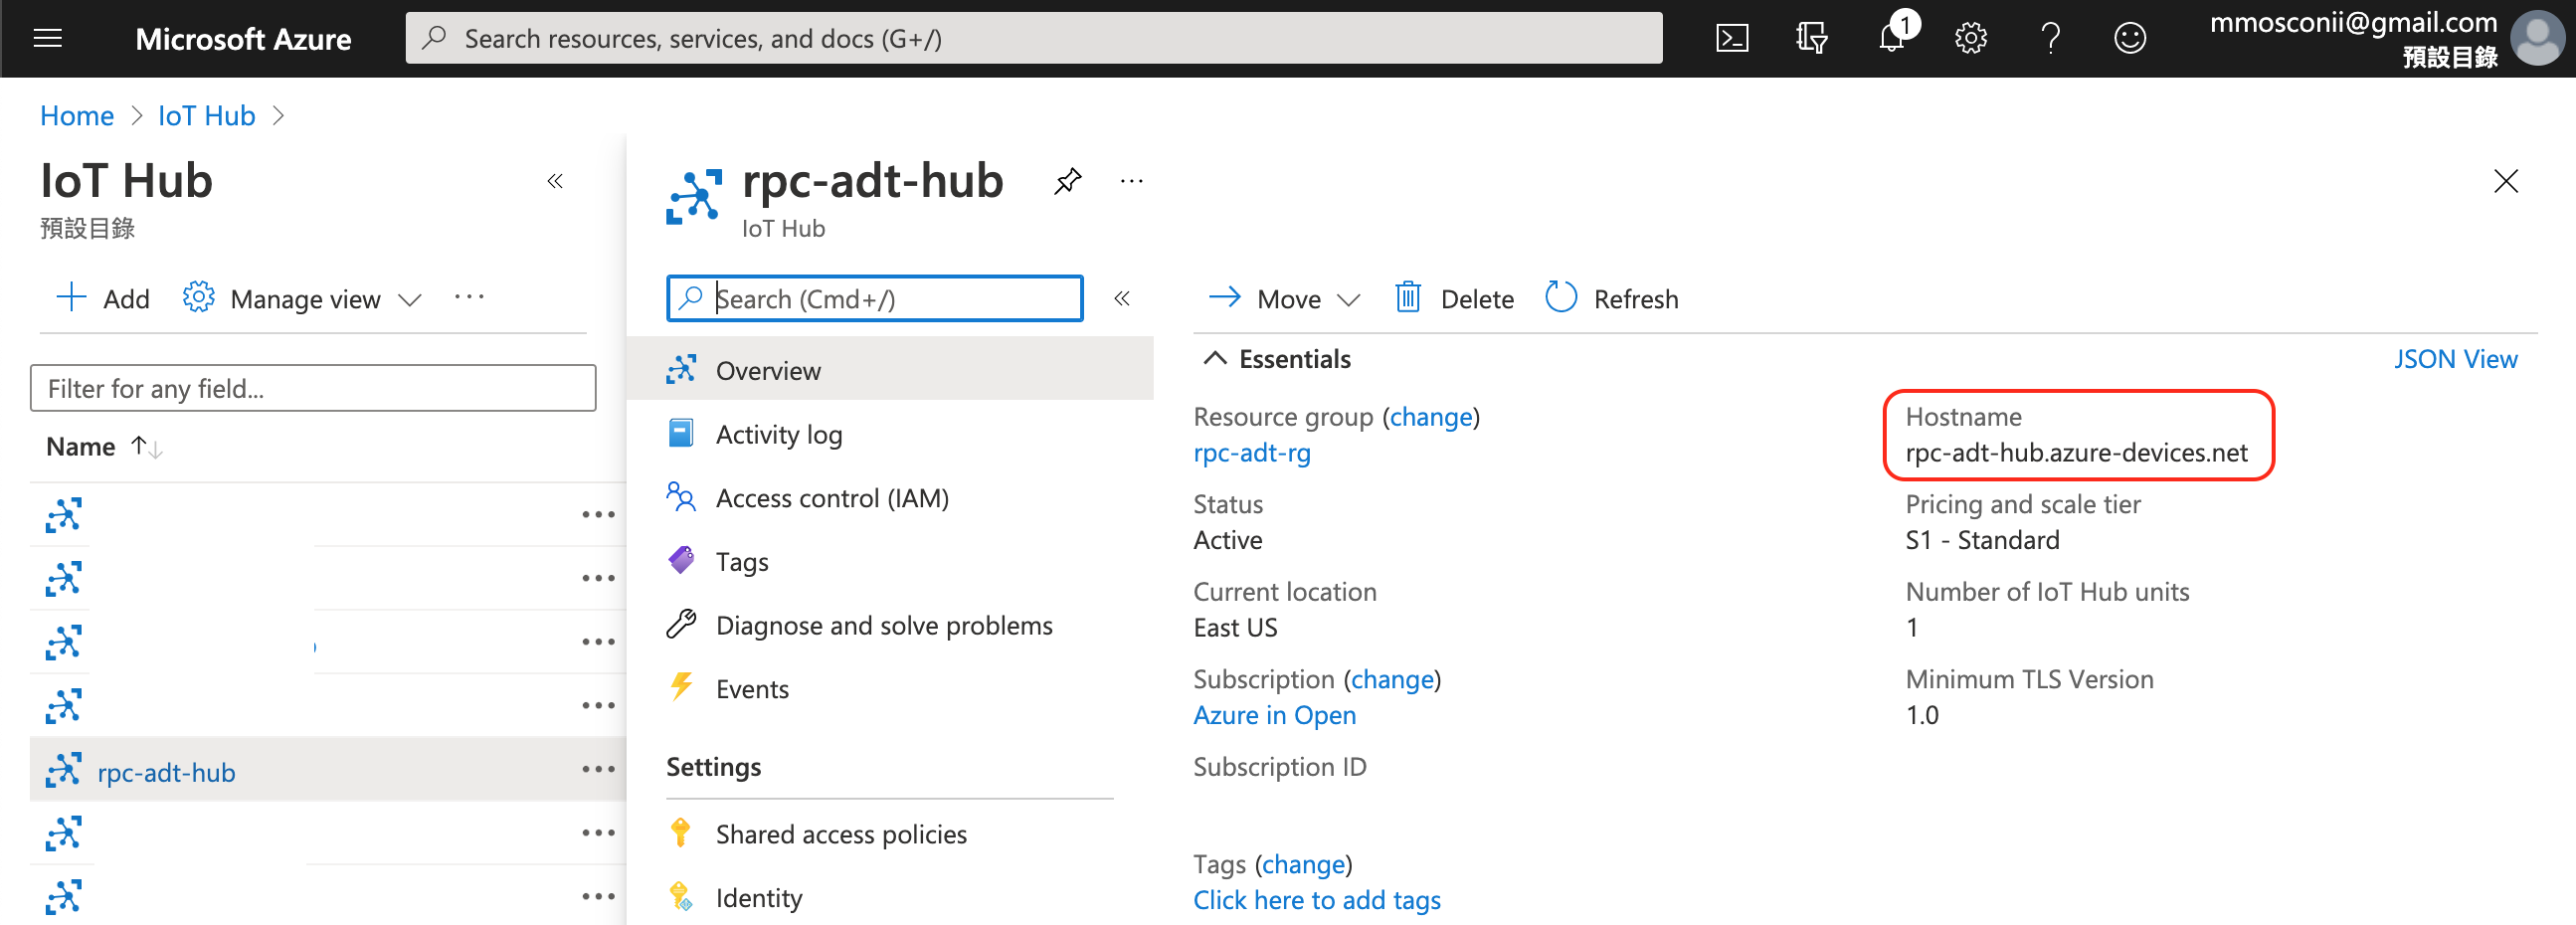 Microsoft Azure
Search resources, services, and docs (G+/)
1
mmosconii@gmail.com
預設目錄
Home > IoT Hub >
IoT Hub
預設目錄
Add
Manage view
Filter for any field...
Name
rpc-adt-hub
rpc-adt-hub
IoT Hub
Search (Cmd+/)
Overview
Activity log
Access control (IAM)
Tags
Diagnose and solve problems
Events
Settings
Shared access policies
Identity
Move
Delete
Refresh
Essentials
JSON View
Resource group (change)
rpc-adt-rg
Status
Active
Current location
East US
Subscription (change)
Azure in Open
Subscription ID
Tags (change)
Click here to add tags
Hostname
rpc-adt-hub.azure-devices.net
Pricing and scale tier
S1 - Standard
Number of IoT Hub units
1
Minimum TLS Version
1.0